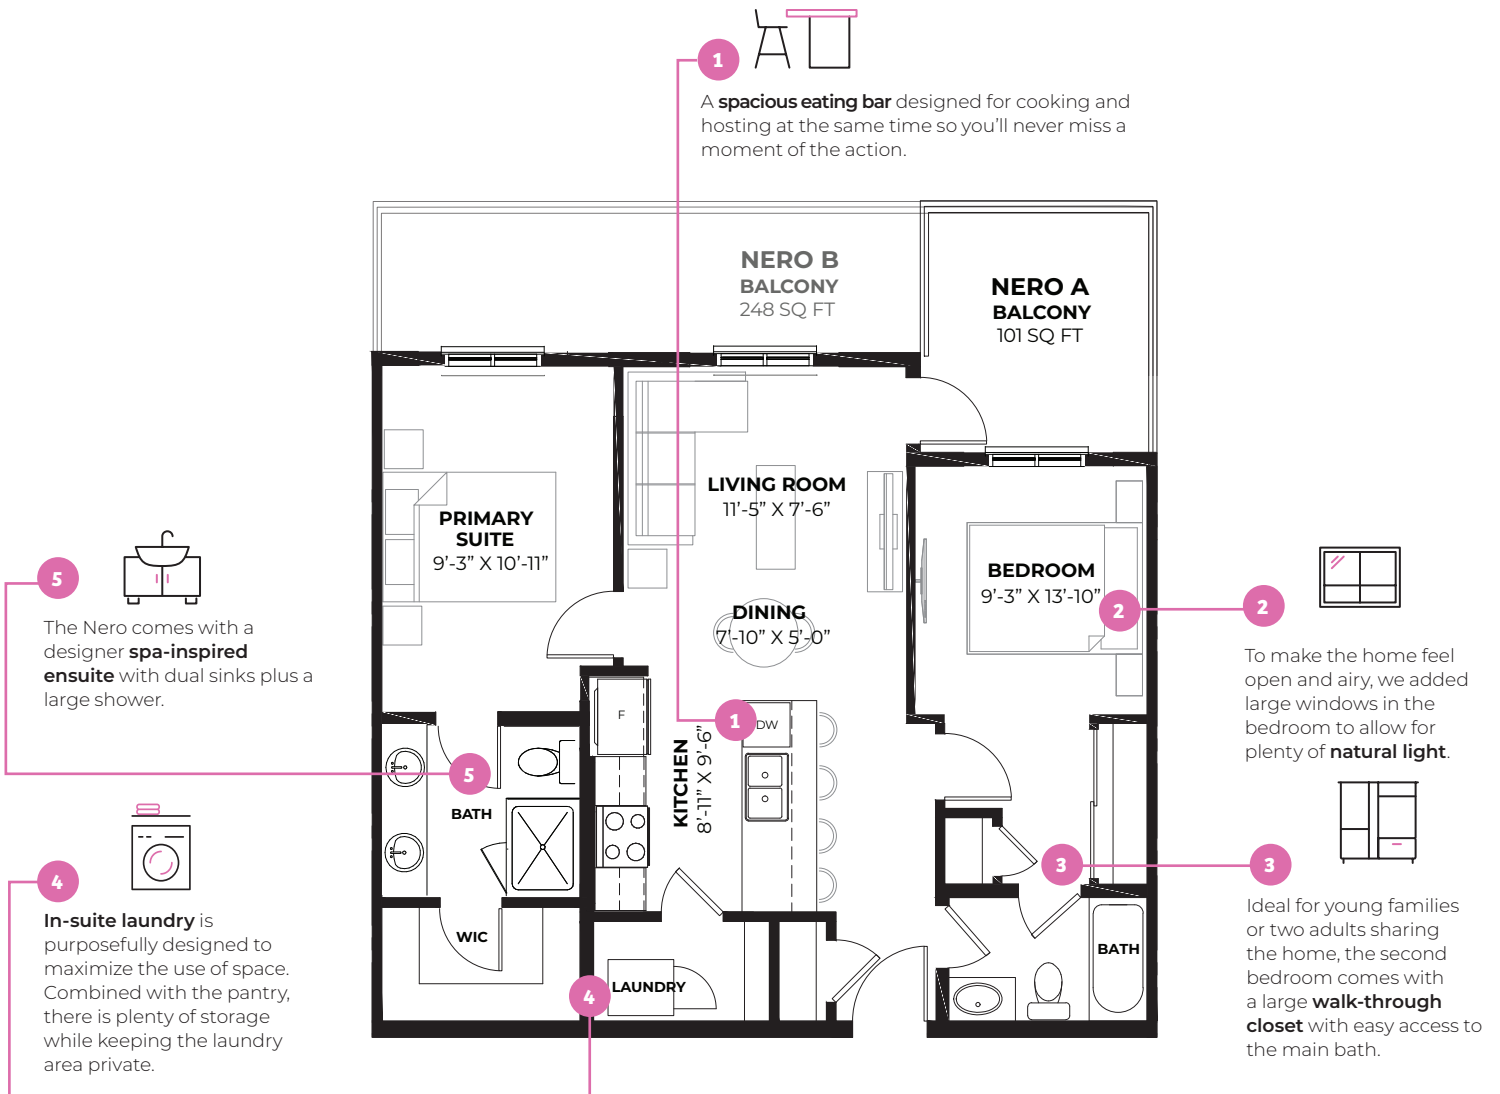 1
A spacious eating bar designed for cooking and
hosting at the same time so you’ll never miss a
moment of the action.
NERO B
BALCONY
248 SQ FT
NERO A
BALCONY
101 SQ FT
LIVING ROOM
11’-5” X 7’-6”
PRIMARY
SUITE
9’-3” X 10’-11”
BEDROOM
9’-3” X 13’-10”
2
DINING
7’-10” X 5’-0”
F
1
DW
KITCHEN
8’-11” X 9’-6”
5
BATH
3
WIC
BATH
LAUNDRY
4
5
The Nero comes with a
designer spa-inspired
ensuite with dual sinks plus a
large shower.
4
In-suite laundry is
purposefully designed to
maximize the use of space.
Combined with the pantry,
there is plenty of storage
while keeping the laundry
area private.
2
To make the home feel
open and airy, we added
large windows in the
bedroom to allow for
plenty of natural light.
3
Ideal for young families
or two adults sharing
the home, the second
bedroom comes with
a large walk-through
closet with easy access to
the main bath.